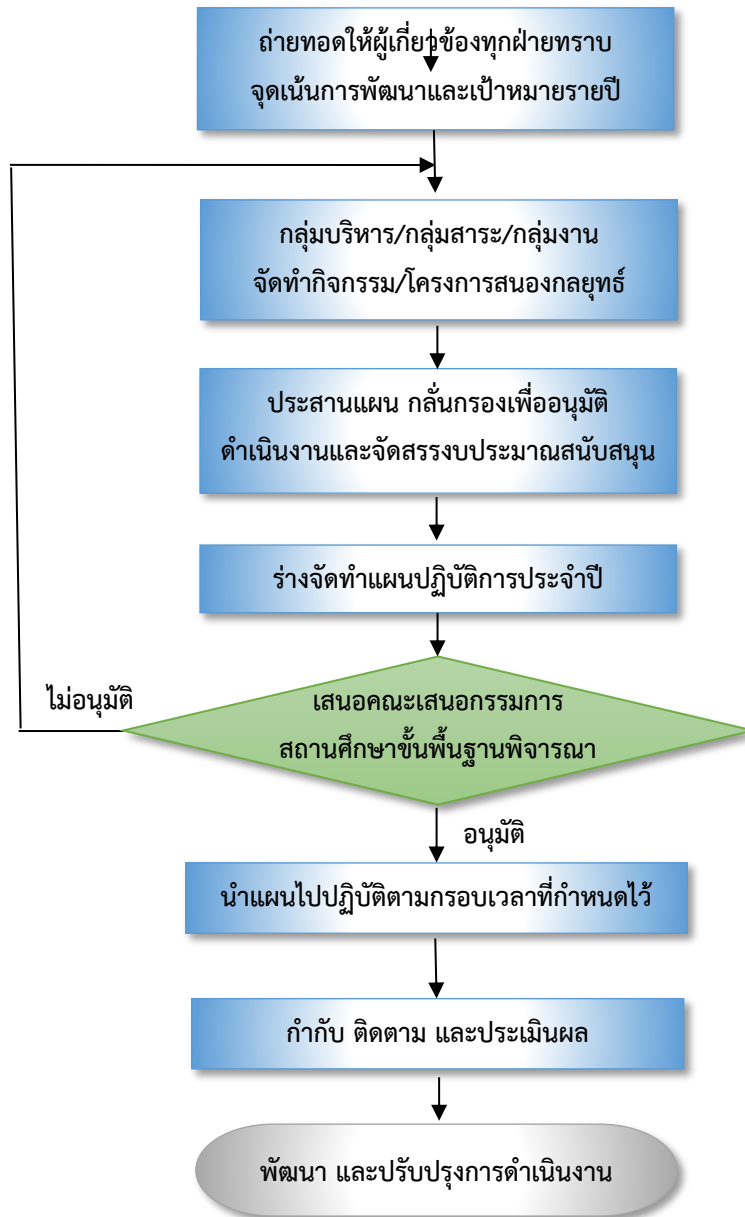 ถ่ายทอดให้ผู้เกี่ยวข้องทุกฝ่ายทราบ
จุดเน้นการพัฒนาและเป้าหมายรายปี
กลุ่มบริหาร/กลุ่มสาระ/กลุ่มงาน
จัดทำกิจกรรม/โครงการสนองกลยุทธ์
ประสานแผน กลั่นกรองเพื่ออนุมัติ
ดำเนินงานและจัดสรรงบประมาณสนับสนุน
ร่างจัดทำแผนปฏิบัติการประจำปี
ไม่อนุมัติ
เสนอคณะเสนอกรรมการ
สถานศึกษาขั้นพื้นฐานพิจารณา
อนุมัติ
นำแผนไปปฏิบัติตามกรอบเวลาที่กำหนดไว้
กำกับ ติดตาม และประเมินผล
พัฒนา และปรับปรุงการดำเนินงาน